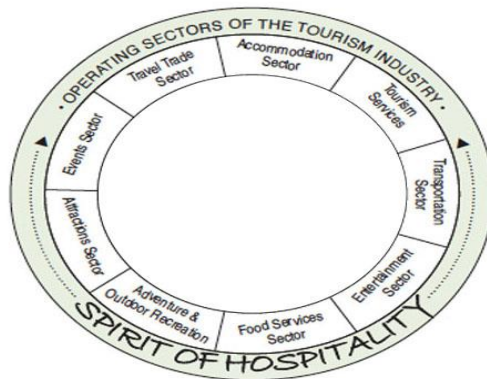 • OPERATING SECTORS OF THE TOURISM INDUSTRY •
Accommodation
Sector
Tourism
Services
Transportation
Sector
Entertainment
Sector
Food Services
Sector
Adventure &
Outdoor Recreation
Attractions Sector
Events Sector
Travel Trade
Sector
SPIRIT OF HOSPITALITY